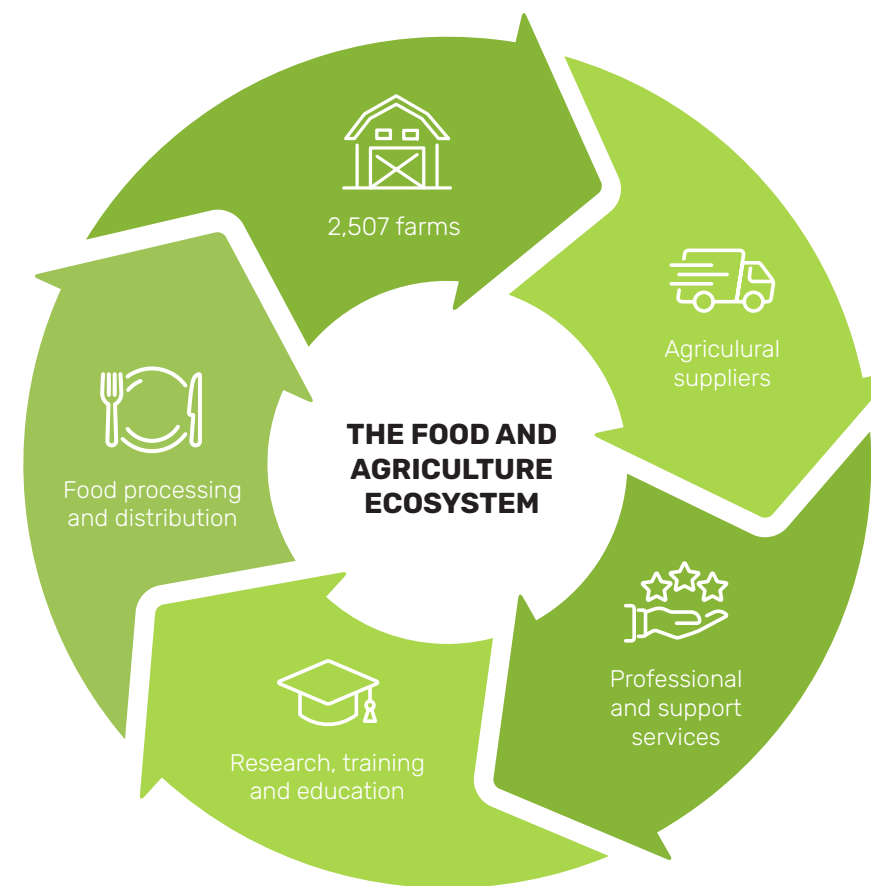 2,507 farms
Agriculural
suppliers
THE FOOD AND
AGRICULTURE
ECOSYSTEM
Professional
and support
services
Research, training
and education
Food processing
and distribution